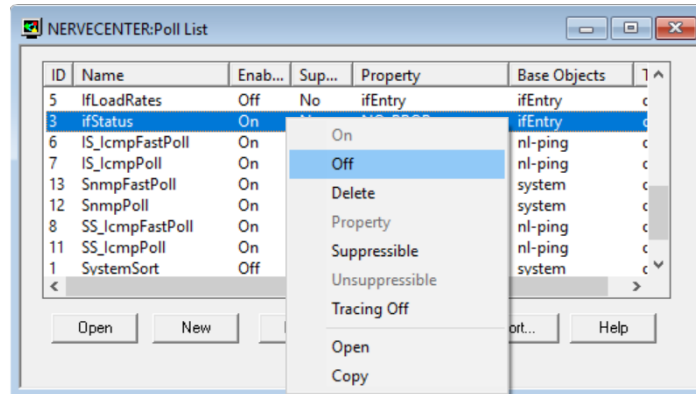 NERVECENTER:Poll List
ID Name Enab... Sup... Property Base Objects
5 IfLoadRates Off No ifEntry ifEntry
3 ifStatus On ifEntry
6 IS_IcmpFastPoll On nl-ping
7 IS_IcmpPoll On nl-ping
13 SnmpFastPoll On system
12 SnmpPoll On system
8 SS_IcmpFastPoll On nl-ping
11 SS_IcmpPoll On nl-ping
1 SystemSort Off system
On
Off
Delete
Property
Suppressible
Unsuppressible
Tracing Off
Open
Copy
Open New Help